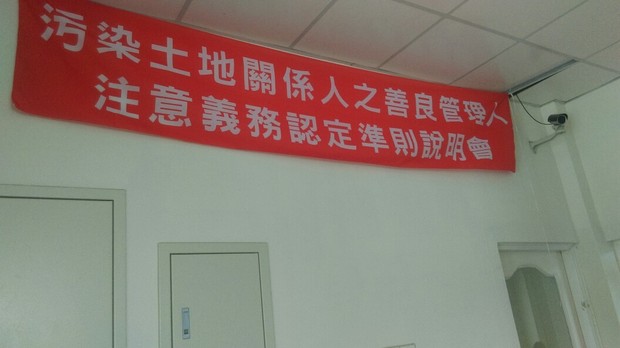 污染土地關係人之善良管理人
注意義務認定準則說明會